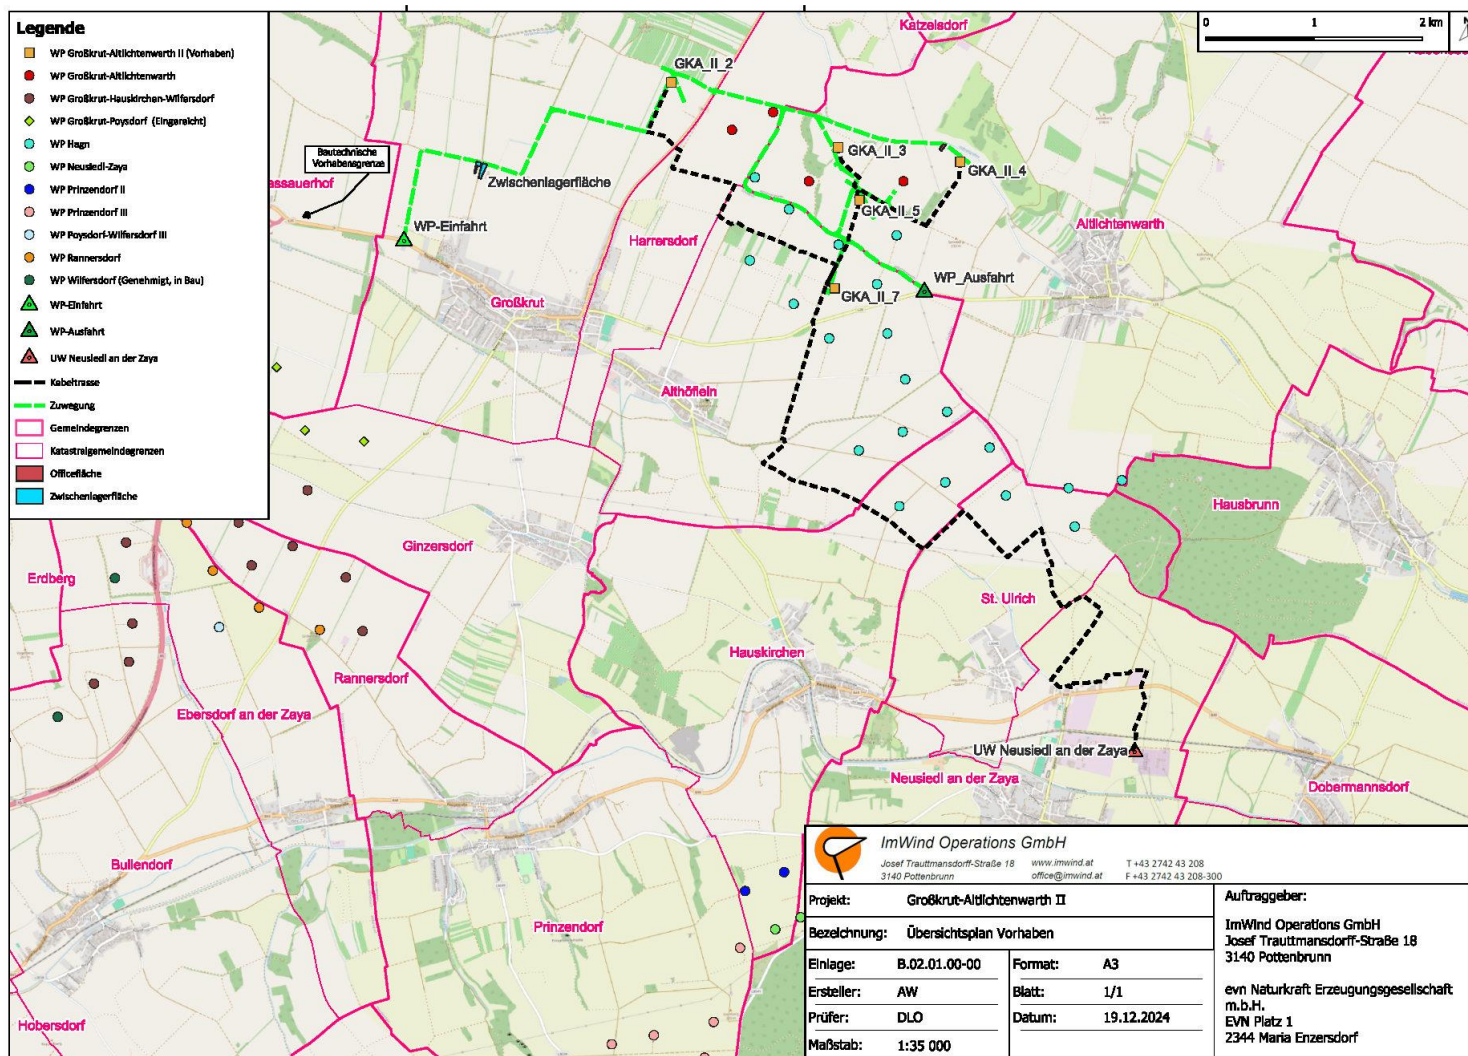 Legende
WP Großkrut-Altlichtenwarth II (Vorhaben)
WP Großkrut-Altlichtenwarth
WP Großkrut-Hauskirchen-Wilfersdorf
WP Großkrut-Poysdorf (Eingereicht)
WP Hagn
WP Neusiedl-Zaya
WP Prinzendorf II
WP Prinzendorf III
WP Poysdorf-Wilfersdorf III
WP Rannersdorf
WP Wilfersdorf (Genehmigt, in Bau)
WP-Einfahrt
WP-Ausfahrt
UW Neusiedl an der Zaya
Kabeltrasse
Zuwegung
Gemeindegrenzen
Katastralgemeindegrenzen
Officefläche
Zwischenlagerfläche
0 1 2 km
Katzelsdorf
GKA_II_2
Bautechnische
Vorhabensgrenze
Zwischenlagerfläche
GKA_II_3
GKA_II_4
GKA_II_5
assauerhof
WP-Einfahrt
Harrersdorf
Altlichtenwarth
WP_Ausfahrt
GKA_II_7
Großkrut
Althöflein
Hausbrunn
Ginzersdorf
Erdberg
St. Ulrich
Hauskirchen
Rannersdorf
Ebersdorf an der Zaya
UW Neusiedl an der Zaya
Neusiedl an der Zaya
Dobermannsdorf
Bullendorf
Prinzendorf
Hobersdorf
ImWind Operations GmbH
Josef Trauttmansdorff-Straße 18 www.imwind.at T +43 2742 43 208
3140 Pottenbrunn office@imwind.at F +43 2742 43 208-300
Projekt: Großkrut-Altlichtenwarth II
Bezeichnung: Übersichtsplan Vorhaben
Einlage: B.02.01.00-00 Format: A3
Ersteller: AW Blatt: 1/1
Prüfer: DLO Datum: 19.12.2024
Maßstab: 1:35 000
Auftraggeber:
ImWind Operations GmbH
Josef Trauttmansdorff-Straße 18
3140 Pottenbrunn
evn Naturkraft Erzeugungsgesellschaft
m.b.H.
EVN Platz 1
2344 Maria Enzersdorf